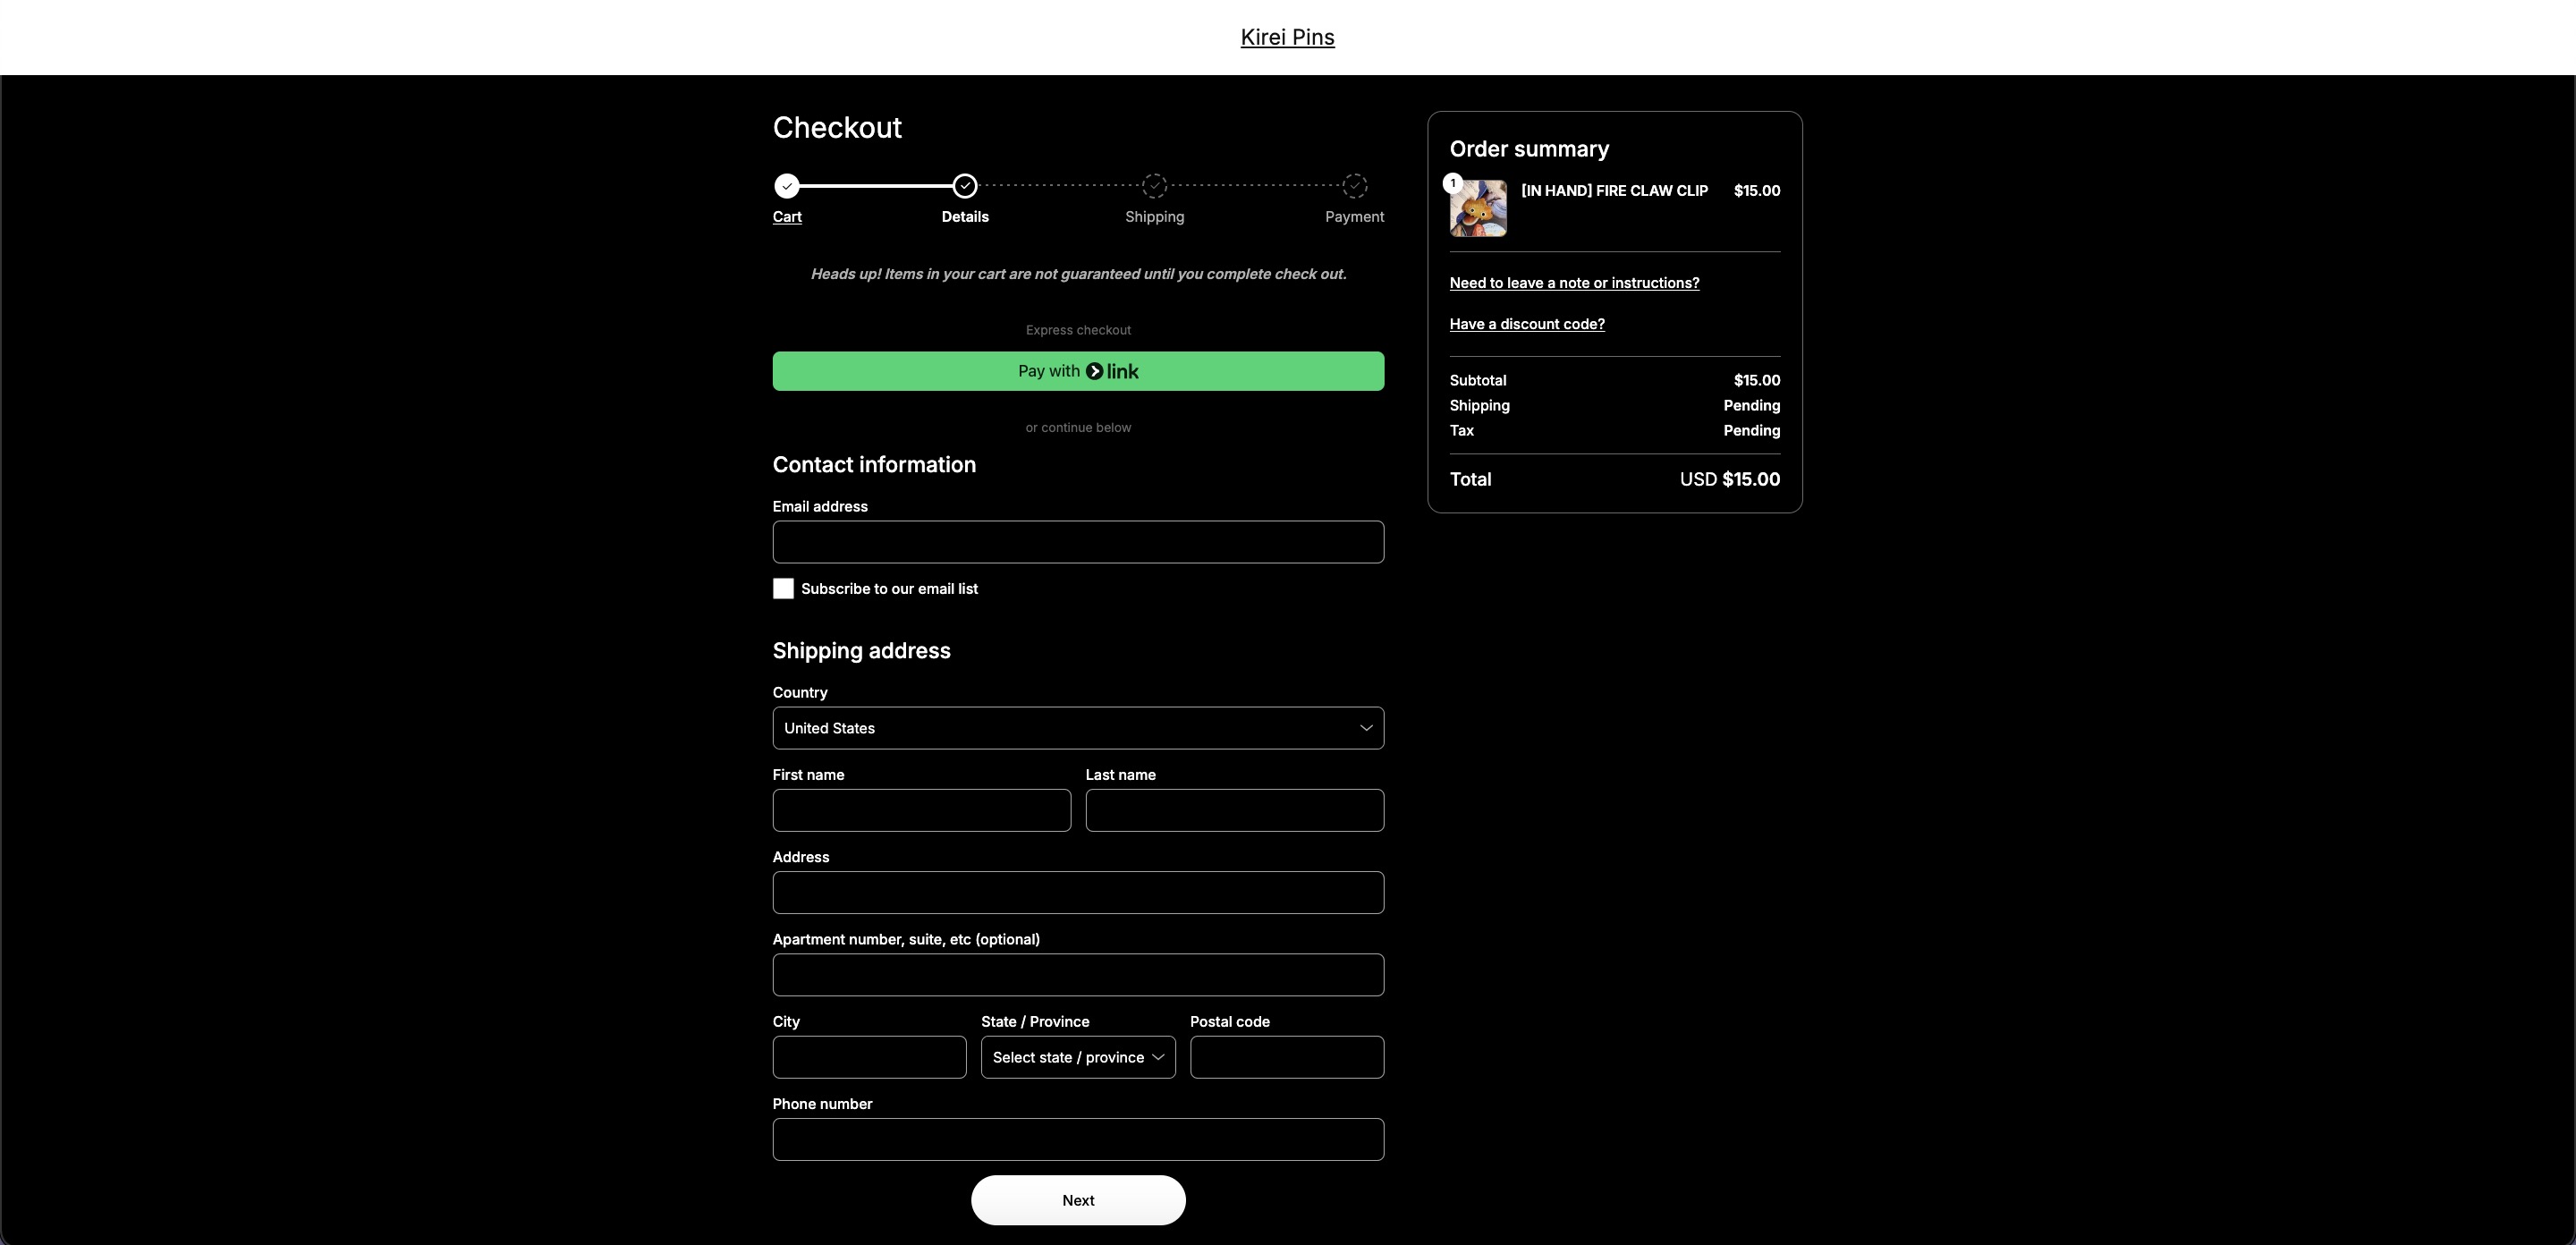 Kirei Pins
Checkout
Cart
Details
Shipping
Payment
Heads up! Items in your cart are not guaranteed until you complete check out.
Express checkout
Pay with link
or continue below
Contact information
Email address
Subscribe to our email list
Shipping address
Country
United States
First name
Last name
Address
Apartment number, suite, etc (optional)
City
State / Province
Postal code
Select state / province
Phone number
Next
Order summary
1
[IN HAND] FIRE CLAW CLIP $15.00
Need to leave a note or instructions?
Have a discount code?
Subtotal $15.00
Shipping Pending
Tax Pending
Total USD $15.00